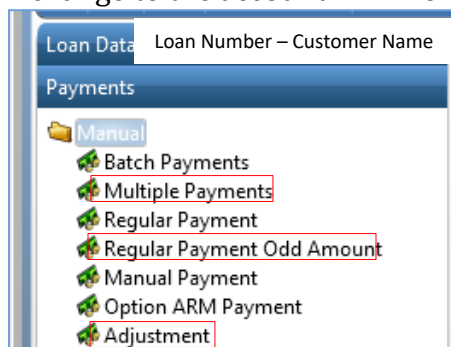 Loan Data
Loan Number – Customer Name
Payments
Manual
Batch Payments
Multiple Payments
Regular Payment
Regular Payment Odd Amount
Manual Payment
Option ARM Payment
Adjustment